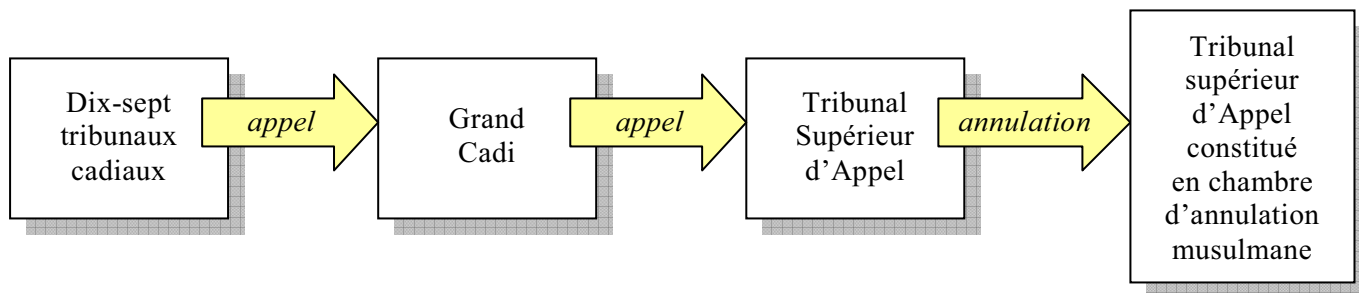 Dix-sept
tribunaux
cadiaux
appel
Grand
Cadi
appel
Tribunal
Supérieur
d’Appel
annulation
Tribunal
supérieur
d’Appel
constitué
en chambre
d’annulation
musulmane